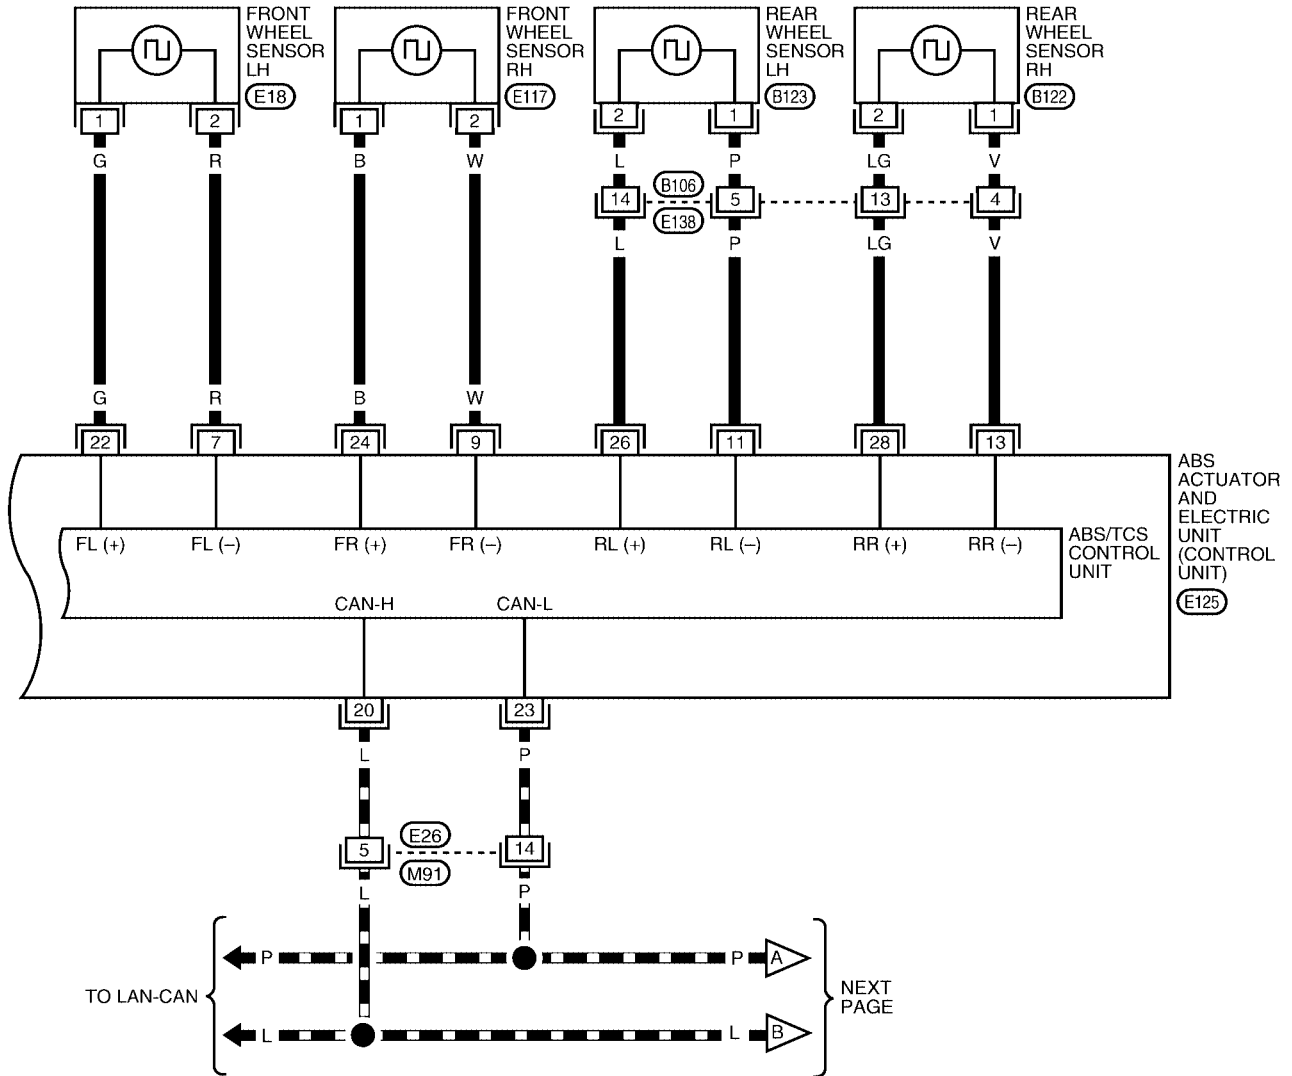 FRONT
WHEEL
SENSOR
LH
E18
FRONT
WHEEL
SENSOR
RH
E117
REAR
WHEEL
SENSOR
LH
B123
REAR
WHEEL
SENSOR
RH
B122
1 2 1 2 2 1 2 1
G R B W L P LG V
B106
14 5 13 4
E138
L P LG V
G R B W
22 7 24 9 26 11 28 13
ABS
ACTUATOR
AND
ELECTRIC
UNIT
(CONTROL
UNIT)
E125
FL (+) FL (–) FR (+) FR (–) RL (+) RL (–) RR (+) RR (–)
ABS/TCS
CONTROL
UNIT
CAN-H CAN-L
20 23
L P
E26
5 14
M91
L P
P P A
TO LAN-CAN
NEXT
PAGE
L L B